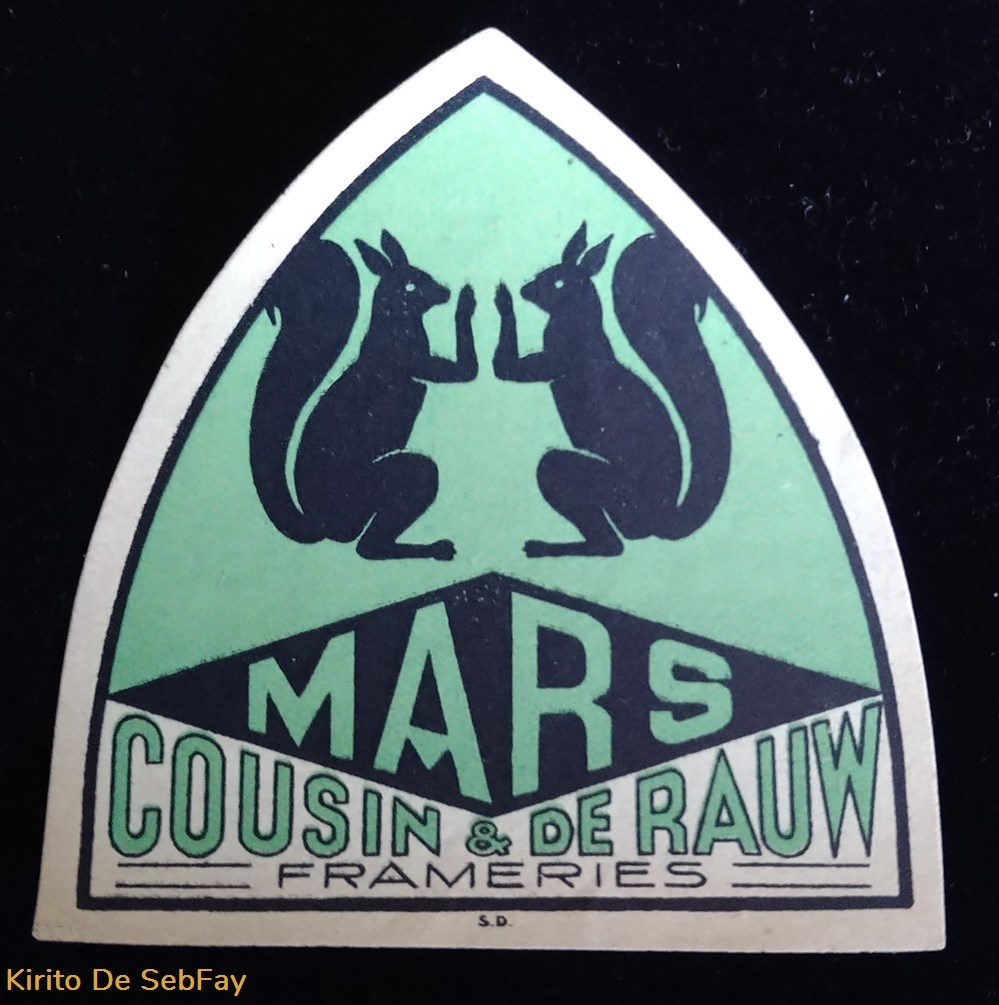 MARS
COUSIN & DE RAUW
FRAMERIES
S.D.
Kirito De SebFay